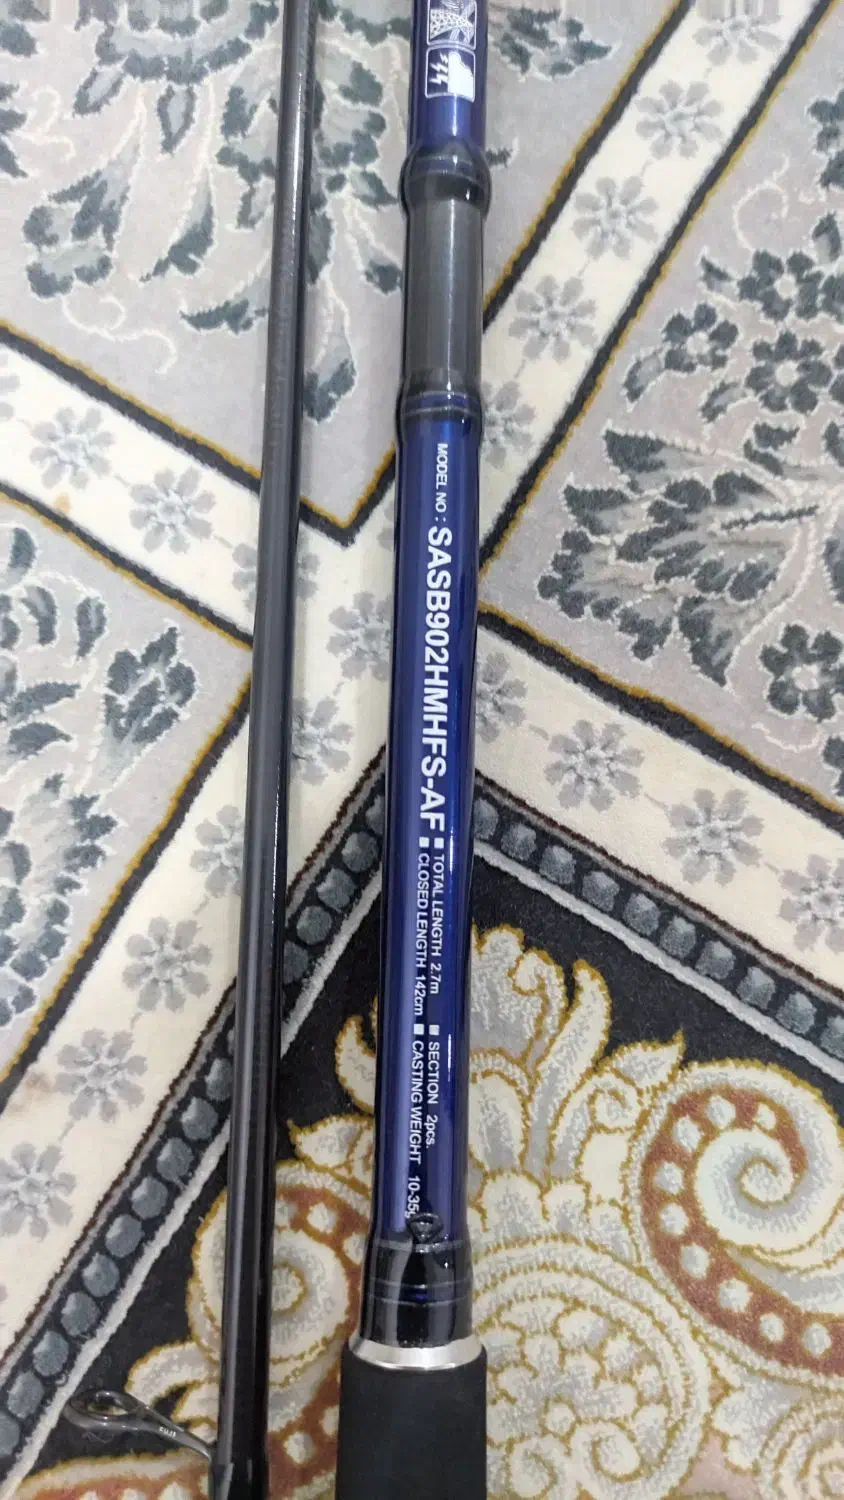 MODEL NO : SASB902HMHFS-AF
■ TOTAL LENGTH 2.7m ■ SECTION 2pcs.
■ CLOSED LENGTH 142cm ■ CASTING WEIGHT 10-35g